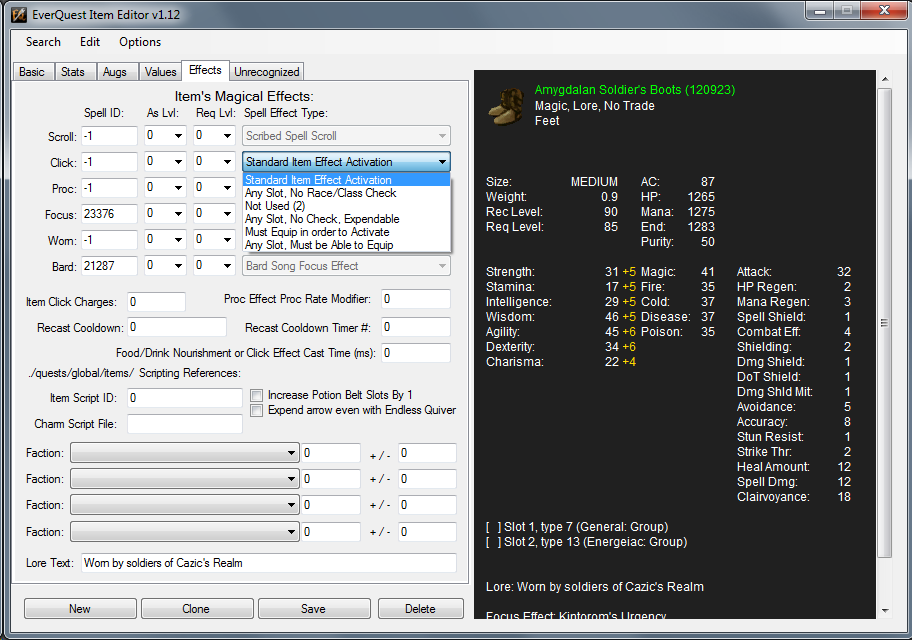 EverQuest Item Editor v1.12
Search Edit Options
Basic Stats Augs Values Effects Unrecognized
Item's Magical Effects:
Spell ID: As Lvl: Req Lvl: Spell Effect Type:
Scroll: -1 0 0 Scribed Spell Scroll
Click: -1 0 0 Standard Item Effect Activation
Standard Item Effect Activation
Proc: -1 0 0 Any Slot, No Race/Class Check
Not Used (2)
Focus: 23376 0 0 Any Slot, No Check, Expendable
Must Equip in order to Activate
Worn: -1 0 0 Any Slot, Must be Able to Equip
Bard: 21287 0 0 Bard Song Focus Effect
Item Click Charges: 0 Proc Effect Proc Rate Modifier: 0
Recast Cooldown: 0 Recast Cooldown Timer #: 0
Food/Drink Nourishment or Click Effect Cast Time (ms): 0
./quests/global/items/ Scripting References:
Item Script ID: 0 Increase Potion Belt Slots By 1
Expend arrow even with Endless Quiver
Charm Script File:
Faction: 0 + / - 0
Faction: 0 + / - 0
Faction: 0 + / - 0
Faction: 0 + / - 0
Lore Text: Worn by soldiers of Cazic's Realm
New Clone Save Delete
Amygdalan Soldier's Boots (120923)
Magic, Lore, No Trade
Feet
Size: MEDIUM AC: 87
Weight: 0.9 HP: 1265
Rec Level: 90 Mana: 1275
Req Level: 85 End: 1283
Purity: 50
Strength: 31 +5 Magic: 41 Attack: 32
Stamina: 17 +5 Fire: 35 HP Regen: 2
Intelligence: 29 +5 Cold: 37 Mana Regen: 3
Wisdom: 46 +5 Disease: 37 Spell Shield: 1
Agility: 45 +6 Poison: 35 Combat Eff: 4
Dexterity: 34 +6 Shielding: 2
Charisma: 22 +4 Dmg Shield: 1
DoT Shield: 1
Dmg Shld Mit: 1
Avoidance: 5
Accuracy: 8
Stun Resist: 1
Strike Thr: 2
Heal Amount: 12
Spell Dmg: 12
Clairvoyance: 18
[ ] Slot 1, type 7 (General: Group)
[ ] Slot 2, type 13 (Energeiac: Group)
Lore: Worn by soldiers of Cazic's Realm
Focus Effect: Kintorom's Urgency